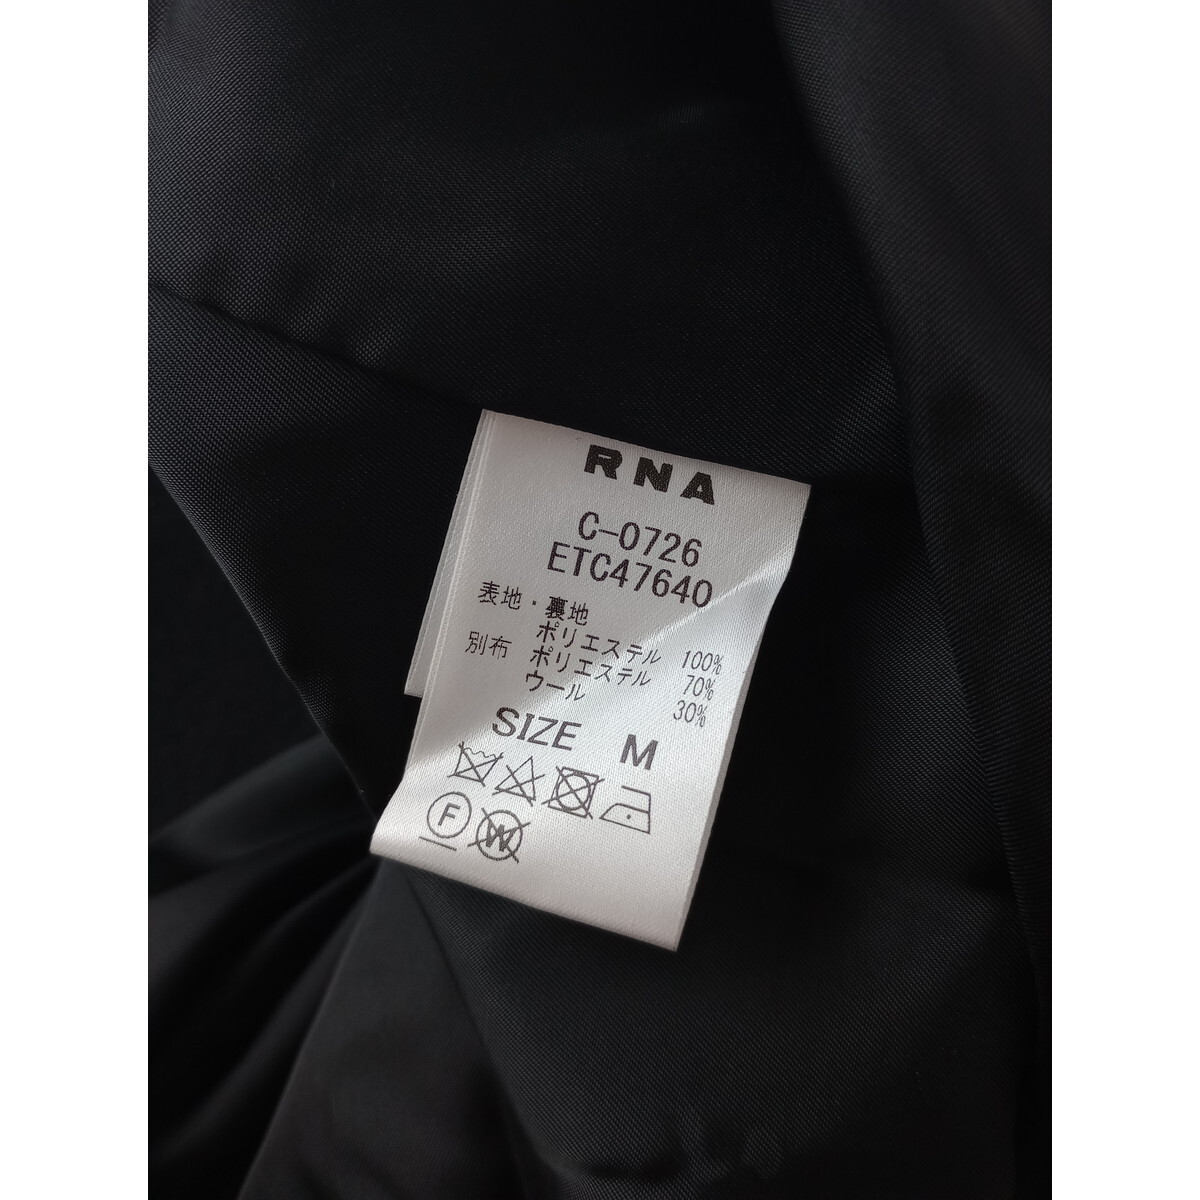 RNA
C-0726
ETC47640
表地・裏地
ポリエステル 100%
別布 ポリエステル 70%
ウール 30%
SIZE M
F W